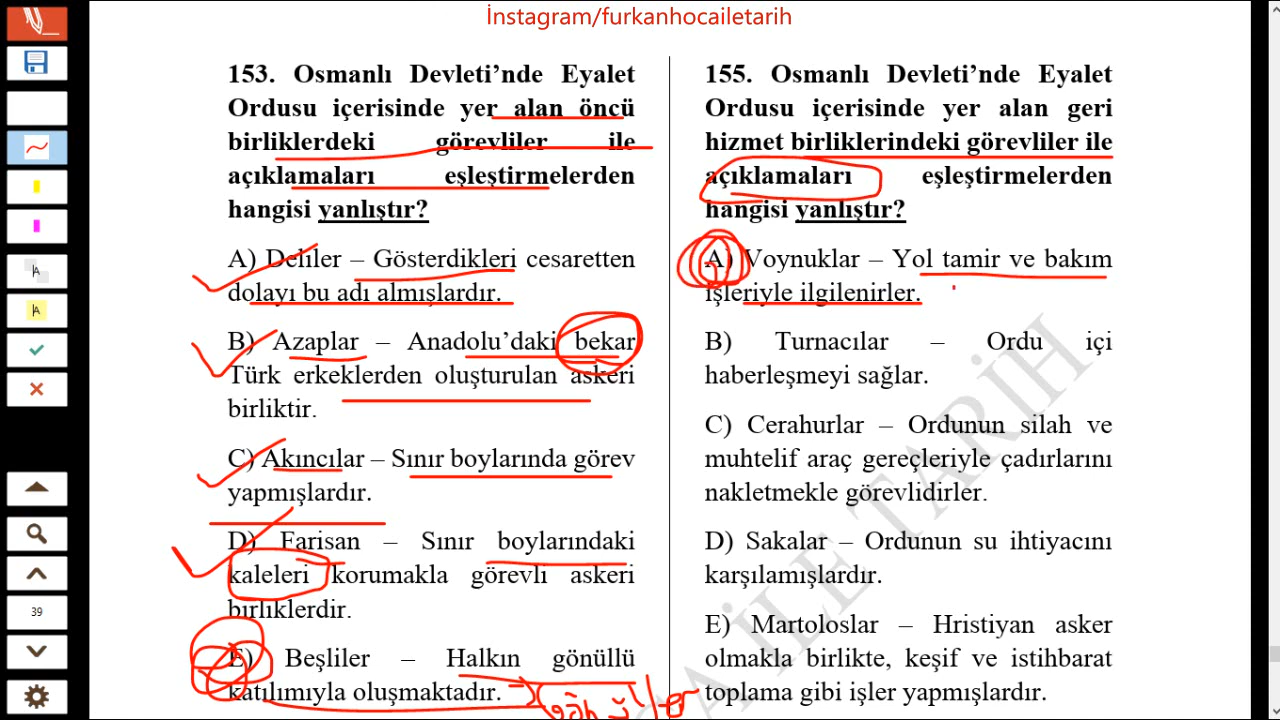 İnstagram/furkanhocailetarih
153. Osmanlı Devleti’nde Eyalet
Ordusu içerisinde yer alan öncü
birliklerdeki görevliler ile
açıklamaları eşleştirmelerden
hangisi yanlıştır?
A) Deliler – Gösterdikleri cesaretten
dolayı bu adı almışlardır.
B) Azaplar – Anadolu’daki bekar
Türk erkeklerden oluşturulan askeri
birliktir.
C) Akıncılar – Sınır boylarında görev
yapmışlardır.
D) Farisan – Sınır boylarındaki
kaleleri korumakla görevli askeri
birliklerdir.
E) Beşliler – Halkın gönüllü
katılımıyla oluşmaktadır.
155. Osmanlı Devleti’nde Eyalet
Ordusu içerisinde yer alan geri
hizmet birliklerindeki görevliler ile
açıklamaları eşleştirmelerden
hangisi yanlıştır?
A) Voynuklar – Yol tamir ve bakım
işleriyle ilgilenirler.
B) Turnacılar – Ordu içi
haberleşmeyi sağlar.
C) Cerahurlar – Ordunun silah ve
muhtelif araç gereçleriyle çadırlarını
nakletmekle görevlidirler.
D) Sakalar – Ordunun su ihtiyacını
karşılamışlardır.
E) Martoloslar – Hristiyan asker
olmakla birlikte, keşif ve istihbarat
toplama gibi işler yapmışlardır.
A
A
39
İLE TARİH